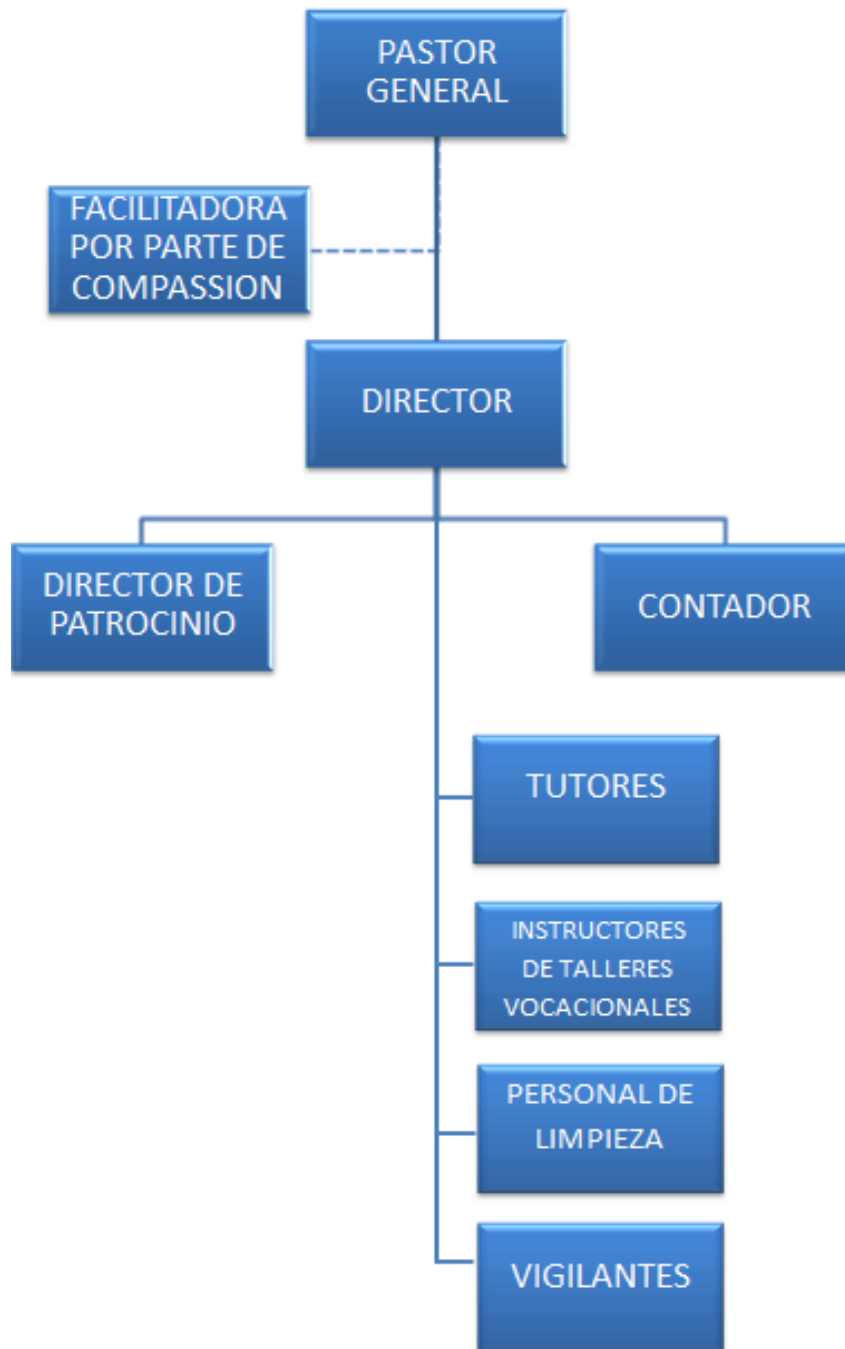 PASTOR
GENERAL
FACILITADORA
POR PARTE DE
COMPASSION
DIRECTOR
DIRECTOR DE
PATROCINIO
CONTADOR
TUTORES
INSTRUCTORES
DE TALLERES
VOCACIONALES
PERSONAL DE
LIMPIEZA
VIGILANTES